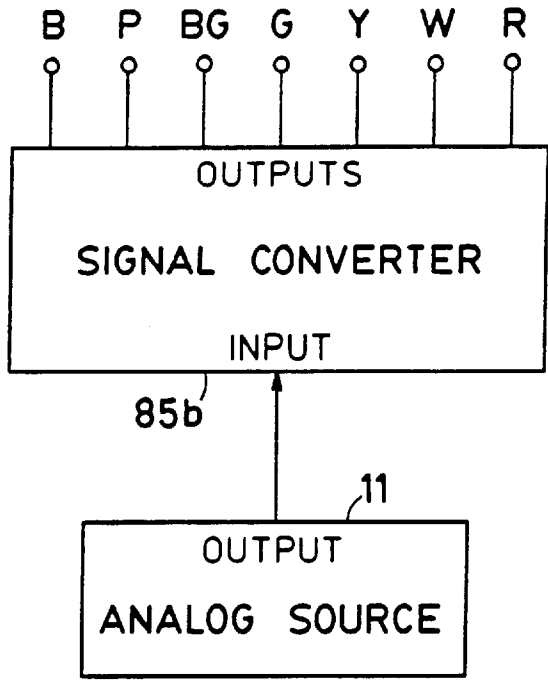 B P BG G Y W R
OUTPUTS
SIGNAL CONVERTER
INPUT
85b
11
OUTPUT
ANALOG SOURCE